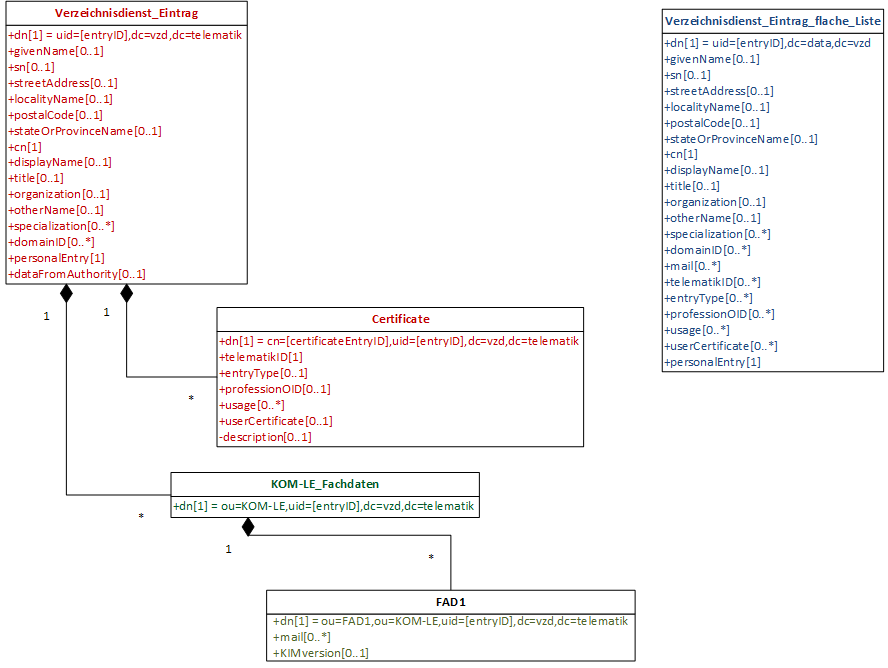 Verzeichnisdienst_Eintrag
+dn[1] = uid=[entryID],dc=vzd,dc=telematik
+givenName[0..1]
+sn[0..1]
+streetAddress[0..1]
+localityName[0..1]
+postalCode[0..1]
+stateOrProvinceName[0..1]
+cn[1]
+displayName[0..1]
+title[0..1]
+organization[0..1]
+otherName[0..1]
+specialization[0..*]
+domainID[0..*]
+personalEntry[1]
+dataFromAuthority[0..1]
1
1
*
Certificate
+dn[1] = cn=[certificateEntryID],uid=[entryID],dc=vzd,dc=telematik
+telematikID[1]
+entryType[0..1]
+professionOID[0..1]
+usage[0..*]
+userCertificate[0..1]
-description[0..1]
*
KOM-LE_Fachdaten
+dn[1] = ou=KOM-LE,uid=[entryID],dc=vzd,dc=telematik
1
*
FAD1
+dn[1] = ou=FAD1,ou=KOM-LE,uid=[entryID],dc=vzd,dc=telematik
+mail[0..*]
+KIMversion[0..1]
Verzeichnisdienst_Eintrag_flache_Liste
+dn[1] = uid=[entryID],dc=data,dc=vzd
+givenName[0..1]
+sn[0..1]
+streetAddress[0..1]
+localityName[0..1]
+postalCode[0..1]
+stateOrProvinceName[0..1]
+cn[1]
+displayName[0..1]
+title[0..1]
+organization[0..1]
+otherName[0..1]
+specialization[0..*]
+domainID[0..*]
+mail[0..*]
+telematikID[0..*]
+entryType[0..*]
+professionOID[0..*]
+usage[0..*]
+userCertificate[0..*]
+personalEntry[1]